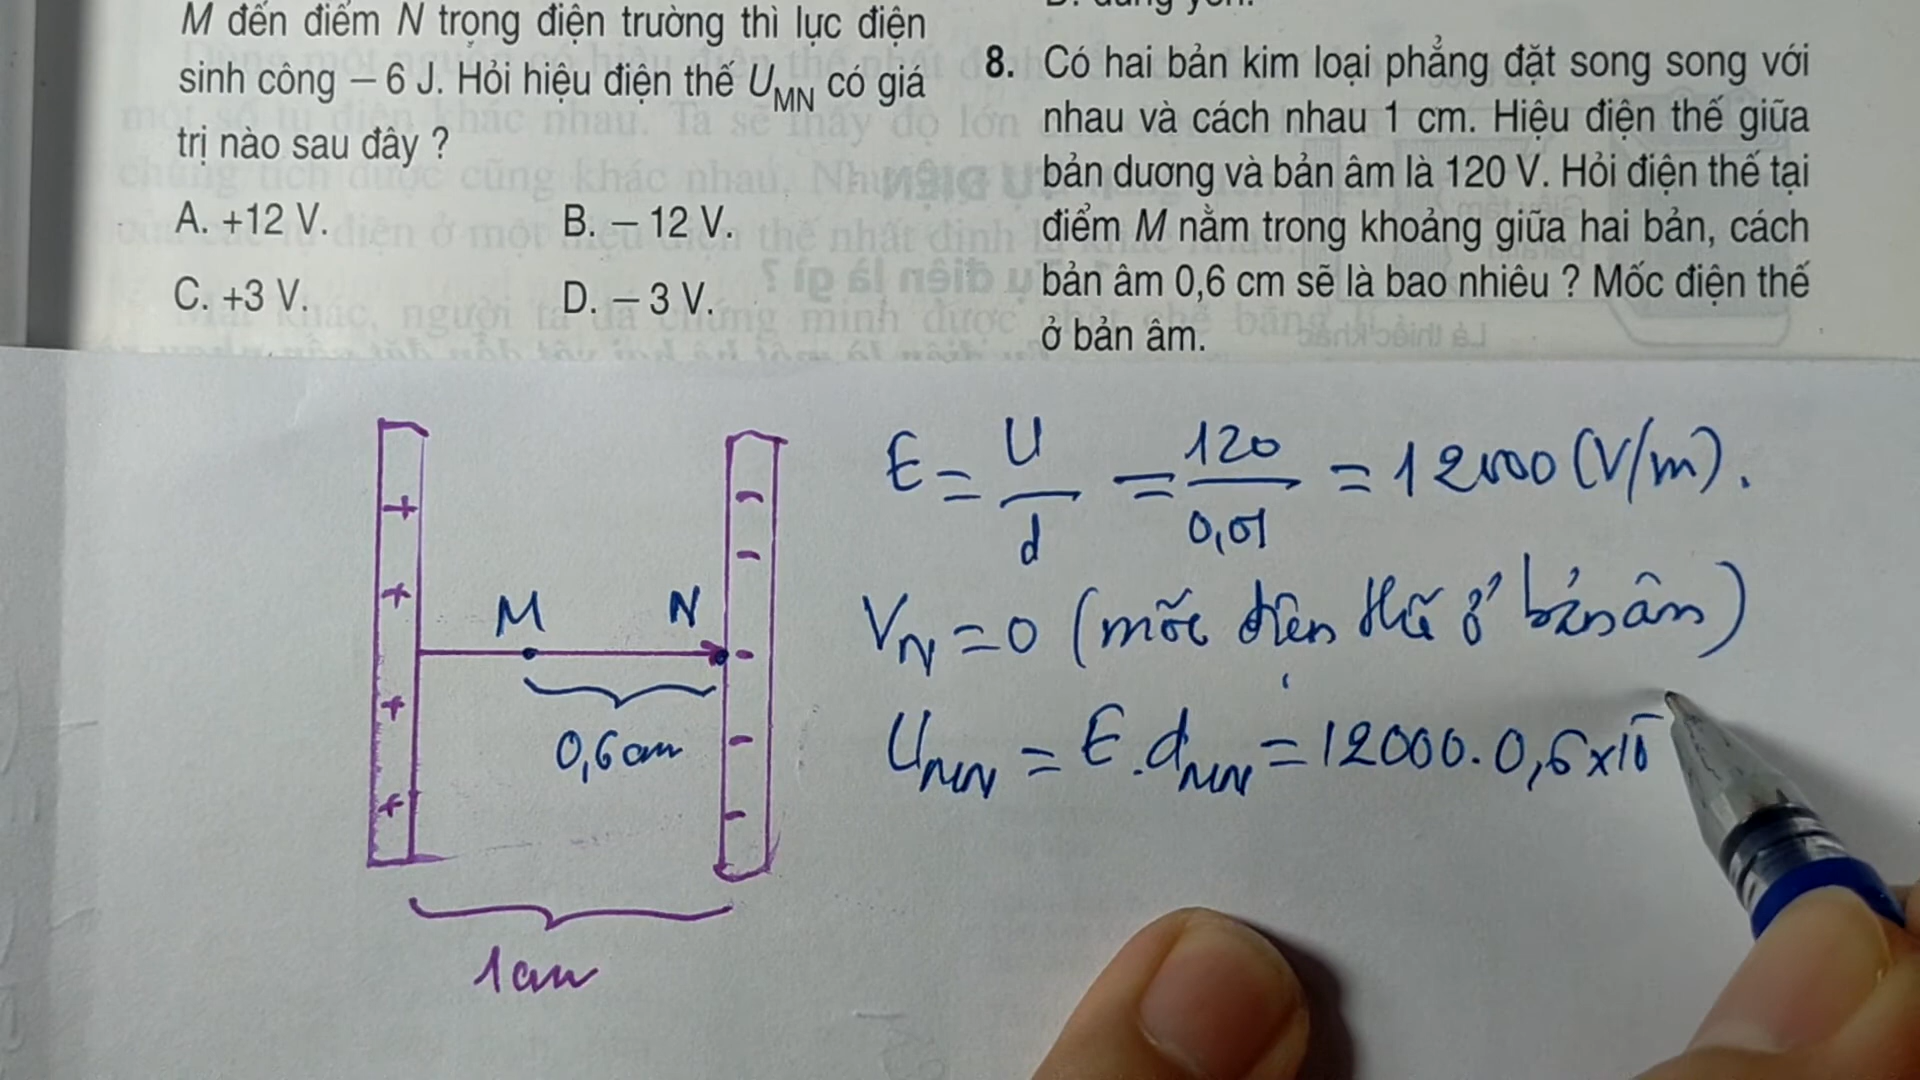 M đến điểm N trong điện trường thì lực điện
sinh công – 6 J. Hỏi hiệu điện thế UMN có giá
trị nào sau đây ?
A. +12 V.
B. – 12 V.
C. +3 V.
D. – 3 V.
8. Có hai bản kim loại phẳng đặt song song với
nhau và cách nhau 1 cm. Hiệu điện thế giữa
bản dương và bản âm là 120 V. Hỏi điện thế tại
điểm M nằm trong khoảng giữa hai bản, cách
bản âm 0,6 cm sẽ là bao nhiêu ? Mốc điện thế
ở bản âm.
M N
0,6cm
1cm
E = U/d = 120/0,01 = 12000 (V/m).
VN = 0 (mốc điện thế ở bản âm)
UMN = E.dMN = 12000.0,6x10⁻